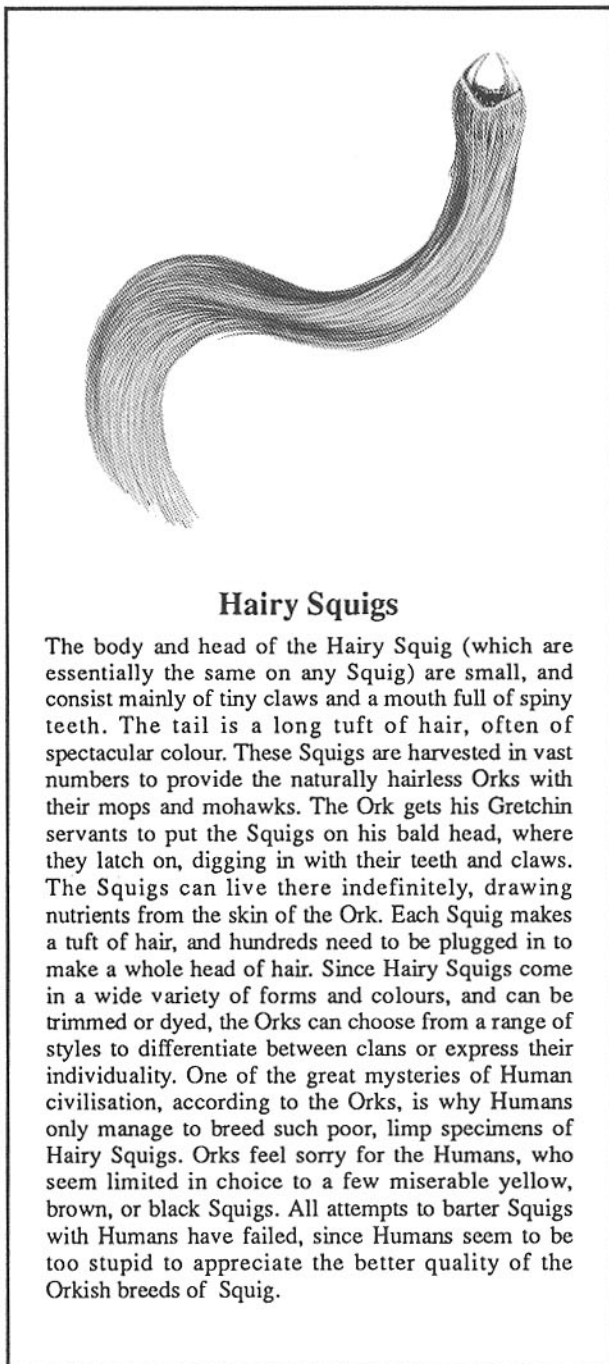 Hairy Squigs
The body and head of the Hairy Squig (which are
essentially the same on any Squig) are small, and
consist mainly of tiny claws and a mouth full of spiny
teeth. The tail is a long tuft of hair, often of
spectacular colour. These Squigs are harvested in vast
numbers to provide the naturally hairless Orks with
their mops and mohawks. The Ork gets his Gretchin
servants to put the Squigs on his bald head, where
they latch on, digging in with their teeth and claws.
The Squigs can live there indefinitely, drawing
nutrients from the skin of the Ork. Each Squig makes
a tuft of hair, and hundreds need to be plugged in to
make a whole head of hair. Since Hairy Squigs come
in a wide variety of forms and colours, and can be
trimmed or dyed, the Orks can choose from a range of
styles to differentiate between clans or express their
individuality. One of the great mysteries of Human
civilisation, according to the Orks, is why Humans
only manage to breed such poor, limp specimens of
Hairy Squigs. Orks feel sorry for the Humans, who
seem limited in choice to a few miserable yellow,
brown, or black Squigs. All attempts to barter Squigs
with Humans have failed, since Humans seem to be
too stupid to appreciate the better quality of the
Orkish breeds of Squig.